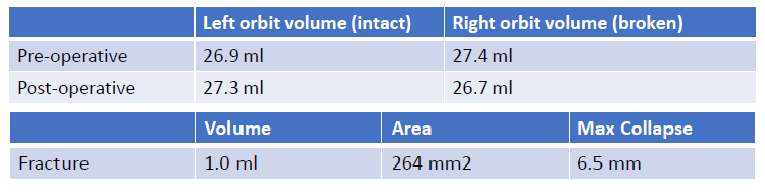 Left orbit volume (intact) Right orbit volume (broken)
Pre-operative 26.9 ml 27.4 ml
Post-operative 27.3 ml 26.7 ml
Volume Area Max Collapse
Fracture 1.0 ml 264 mm2 6.5 mm